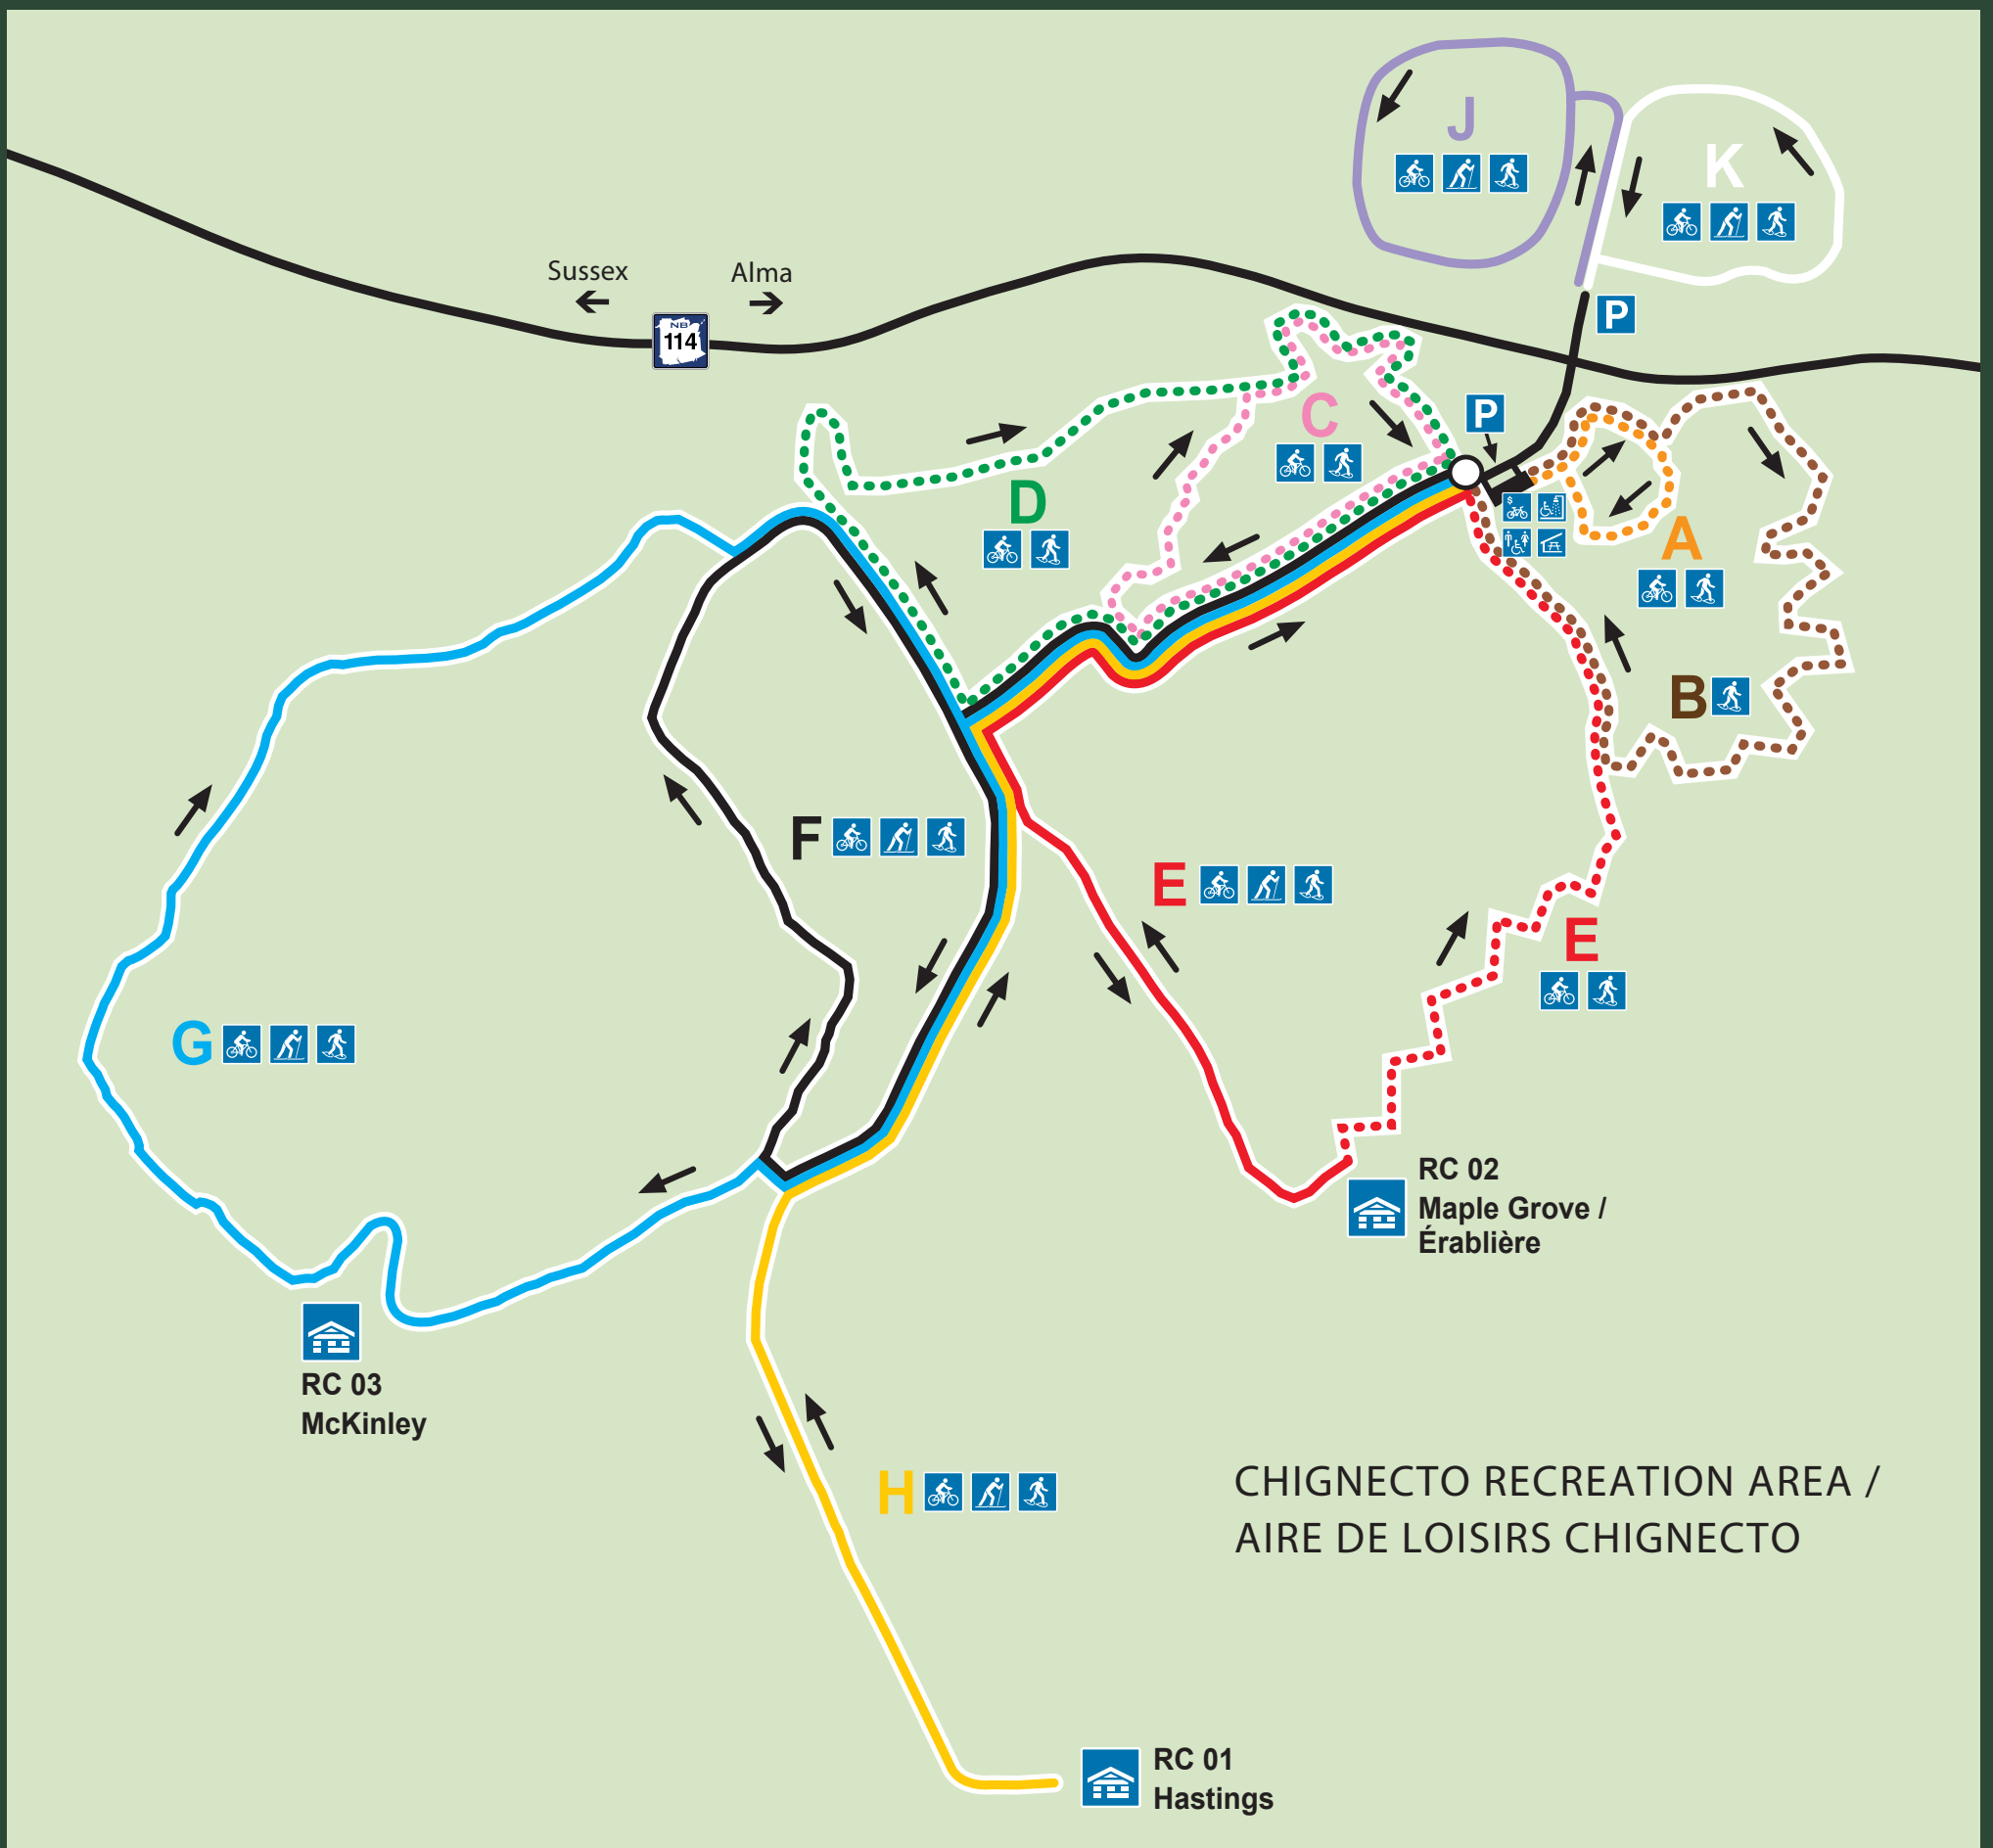 J
K
P
Sussex
Alma
NB
114
C
P
D
$
A
B
F
E
E
G
RC 02
Maple Grove /
Érablière
RC 03
McKinley
H
CHIGNECTO RECREATION AREA /
AIRE DE LOISIRS CHIGNECTO
RC 01
Hastings